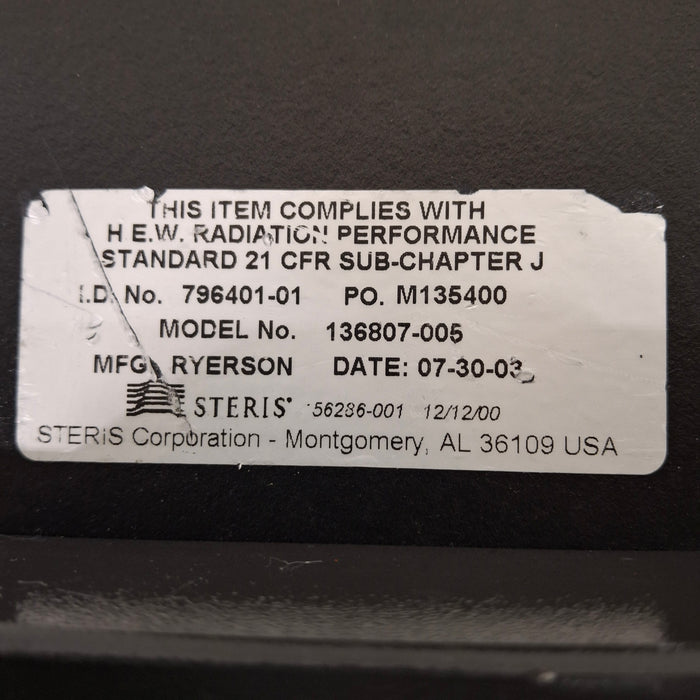 THIS ITEM COMPLIES WITH
H.E.W. RADIATION PERFORMANCE
STANDARD 21 CFR SUB-CHAPTER J
I.D. No. 796401-01 PO. M135400
MODEL No. 136807-005
MFG. RYERSON DATE: 07-30-03
STERIS® 56286-001 12/12/00
STERIS Corporation - Montgomery, AL 36109 USA